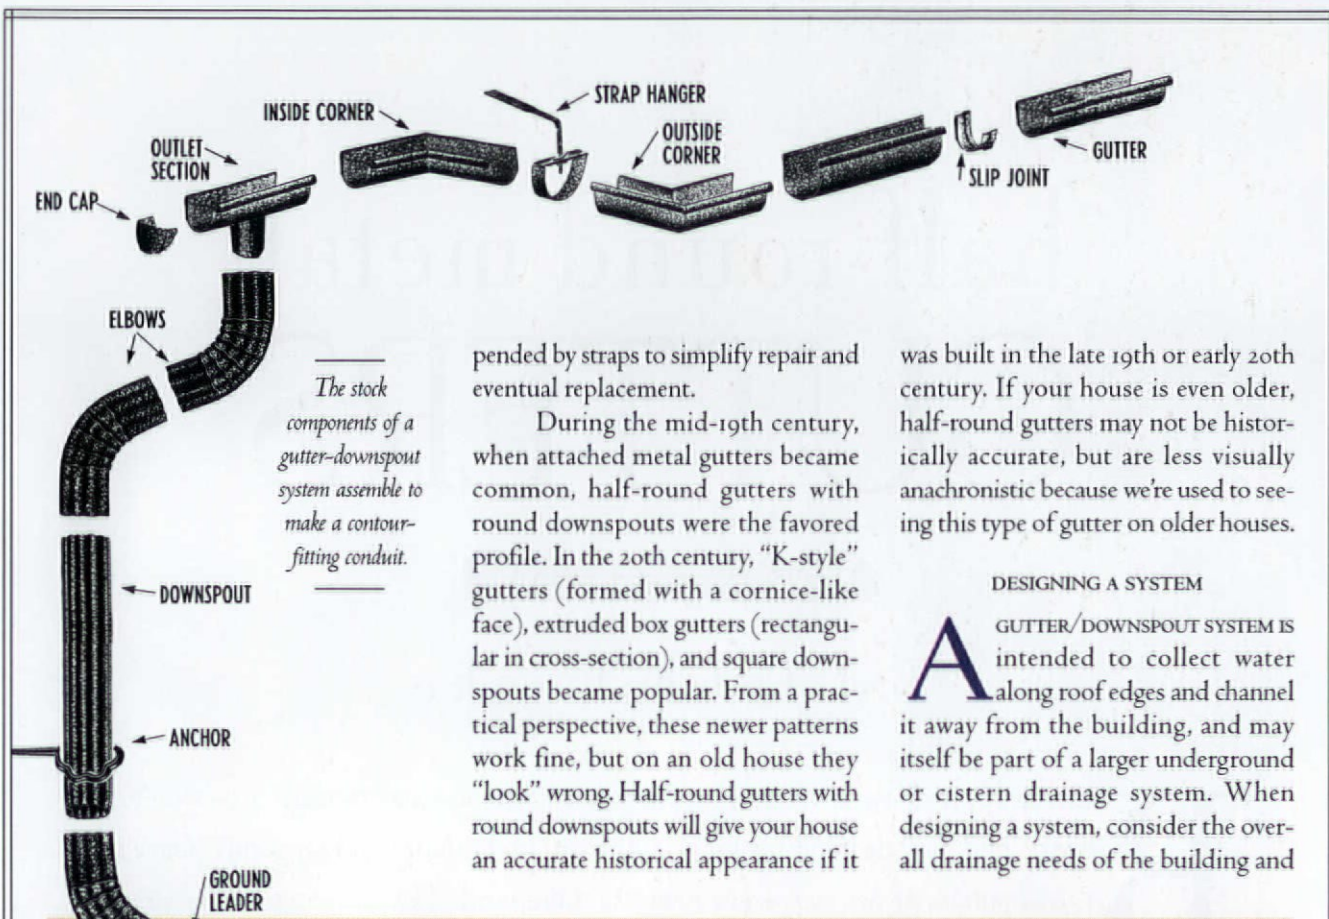 STRAP HANGER
INSIDE CORNER
OUTSIDE
CORNER
OUTLET
SECTION
GUTTER
SLIP JOINT
END CAP
ELBOWS
DOWNSPOUT
ANCHOR
GROUND
LEADER
The stock
components of a
gutter-downspout
system assemble to
make a contour-
fitting conduit.
pended by straps to simplify repair and
eventual replacement.
During the mid-19th century,
when attached metal gutters became
common, half-round gutters with
round downspouts were the favored
profile. In the 20th century, “K-style”
gutters (formed with a cornice-like
face), extruded box gutters (rectangu-
lar in cross-section), and square down-
spouts became popular. From a prac-
tical perspective, these newer patterns
work fine, but on an old house they
“look” wrong. Half-round gutters with
round downspouts will give your house
an accurate historical appearance if it
was built in the late 19th or early 20th
century. If your house is even older,
half-round gutters may not be histor-
ically accurate, but are less visually
anachronistic because we're used to see-
ing this type of gutter on older houses.
DESIGNING A SYSTEM
A GUTTER/DOWNSPOUT SYSTEM IS
intended to collect water
along roof edges and channel
it away from the building, and may
itself be part of a larger underground
or cistern drainage system. When
designing a system, consider the over-
all drainage needs of the building and